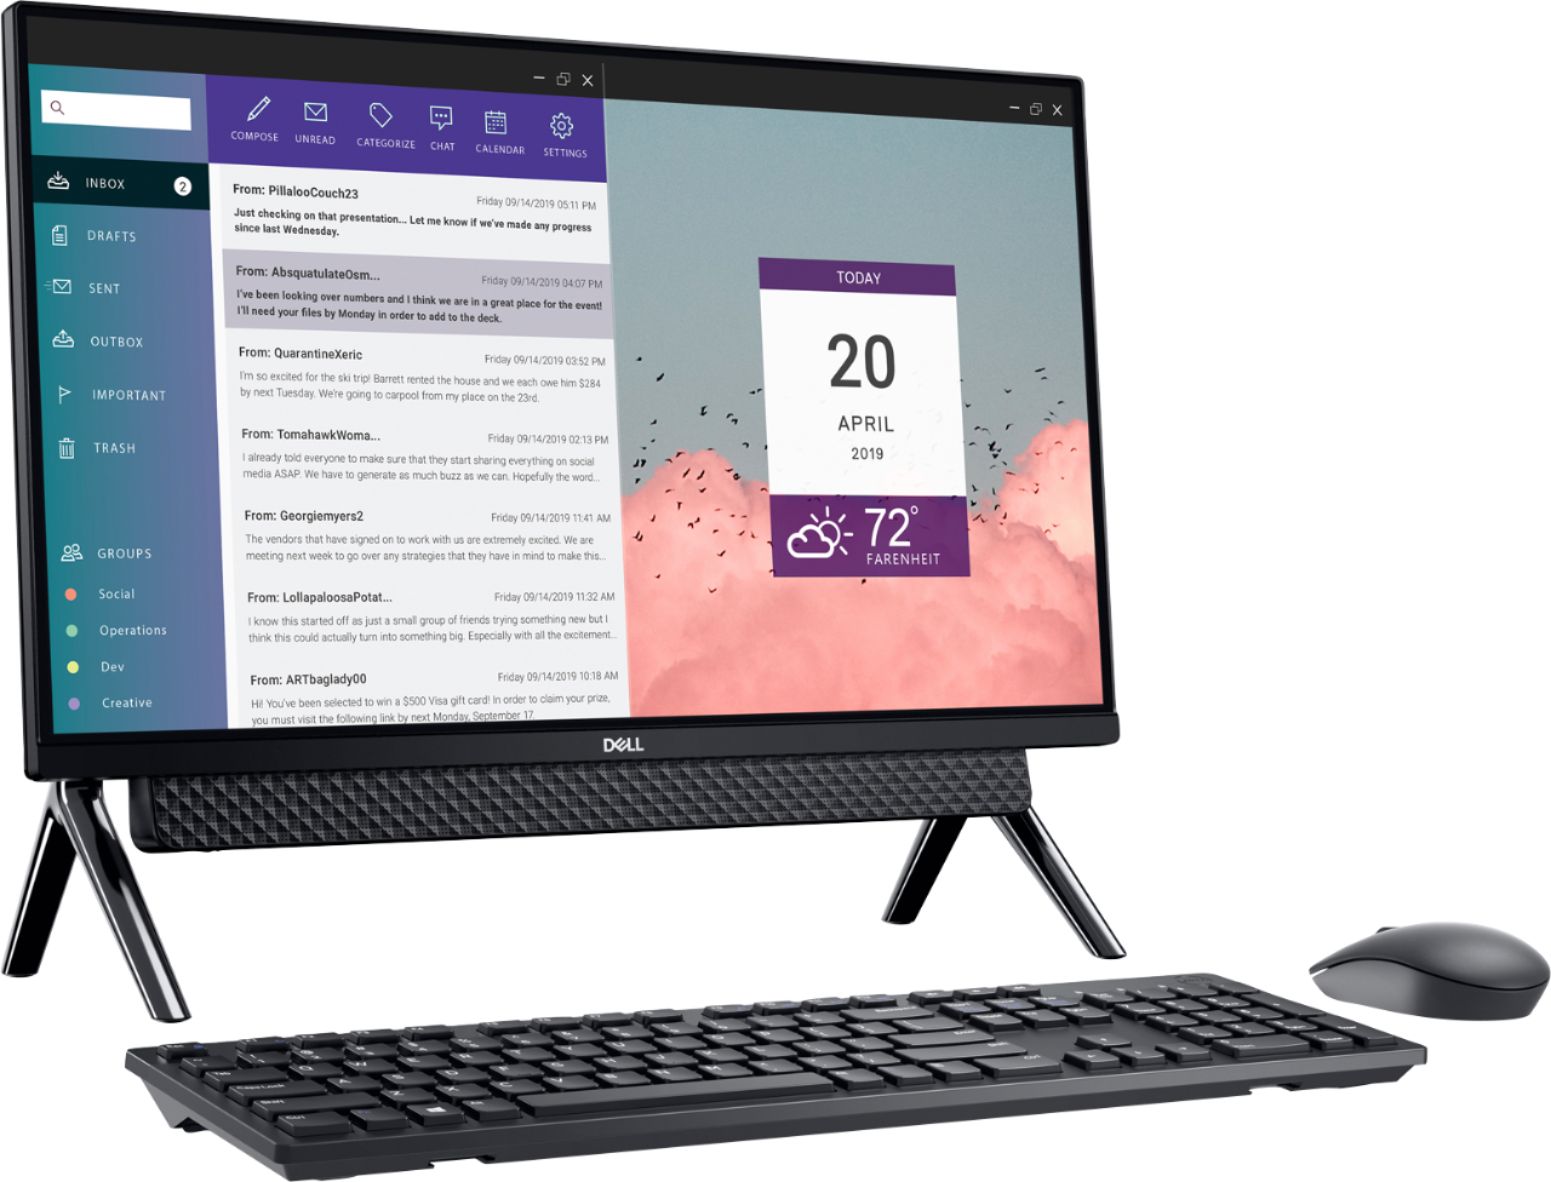 INBOX
2
DRAFTS
SENT
OUTBOX
IMPORTANT
TRASH
GROUPS
Social
Operations
Dev
Creative
COMPOSE
UNREAD
CATEGORIZE
CHAT
CALENDAR
SETTINGS
From: PillalooCouch23
Friday 09/14/2019 05:11 PM
Just checking on that presentation... Let me know if we've made any progress
since last Wednesday.
From: AbsquatulateOsm...
Friday 09/14/2019 04:07 PM
I've been looking over numbers and I think we are in a great place for the event!
I'll need your files by Monday in order to add to the deck.
From: QuarantineXeric
Friday 09/14/2019 03:52 PM
I'm so excited for the ski trip! Barrett rented the house and we each owe him $284
by next Tuesday. We're going to carpool from my place on the 23rd.
From: TomahawkWoma...
Friday 09/14/2019 02:13 PM
I already told everyone to make sure that they start sharing everything on social
media ASAP. We have to generate as much buzz as we can. Hopefully the word...
From: Georgiemyers2
Friday 09/14/2019 11:41 AM
The vendors that have signed on to work with us are extremely excited. We are
meeting next week to go over any strategies that they have in mind to make this...
From: LollapaloosaPotat...
Friday 09/14/2019 11:32 AM
I know this started off as just a small group of friends trying something new but I
think this could actually turn into something big. Especially with all the excitement...
From: ARTbaglady00
Friday 09/14/2019 10:18 AM
Hi! You've been selected to win a $500 Visa gift card! In order to claim your prize,
you must visit the following link by next Monday, September 17.
TODAY
20
APRIL
2019
72°
FARENHEIT
DELL